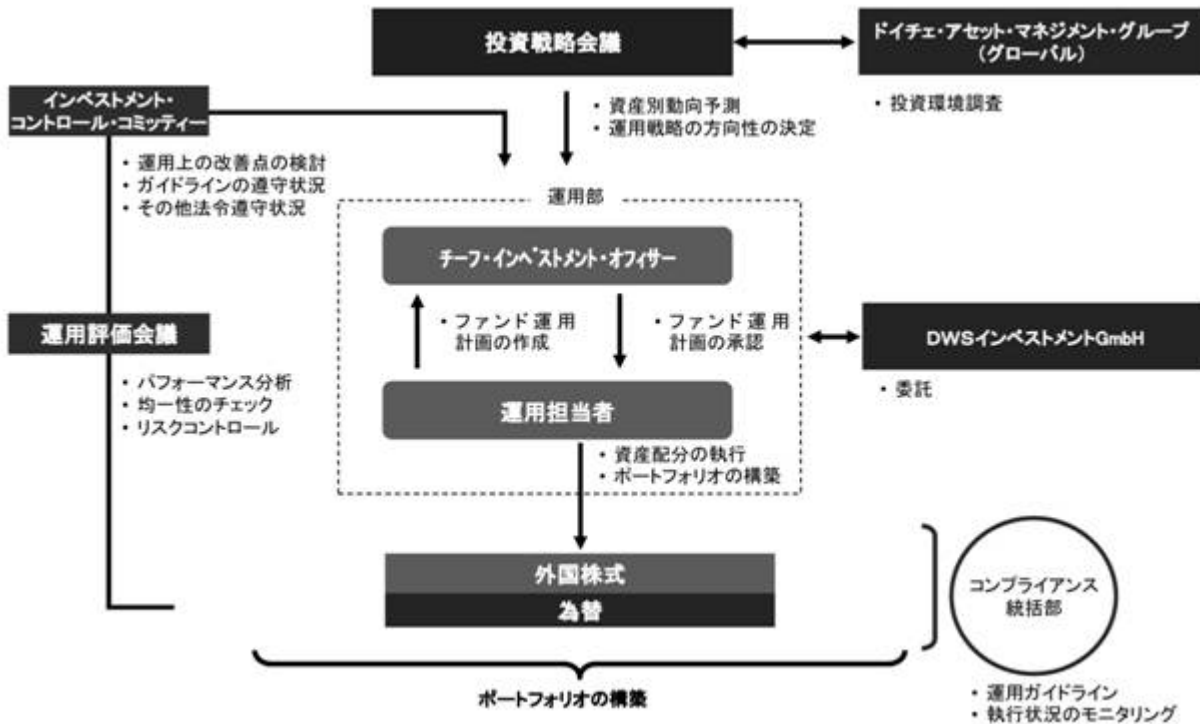 投資戦略会議
ドイチェ・アセット・マネジメント・グループ
(グローバル)
・投資環境調査
・資産別動向予測
・運用戦略の方向性の決定
インベストメント・
コントロール・コミッティー
・運用上の改善点の検討
・ガイドラインの遵守状況
・その他法令遵守状況
運用部
チーフ・インベストメント・オフィサー
・ファンド運用
計画の作成
・ファンド運用
計画の承認
運用評価会議
・パフォーマンス分析
・均一性のチェック
・リスクコントロール
DWSインベストメントGmbH
・委託
運用担当者
・資産配分の執行
・ポートフォリオの構築
外国株式
為替
コンプライアンス
統括部
・運用ガイドライン
・執行状況のモニタリング
ポートフォリオの構築